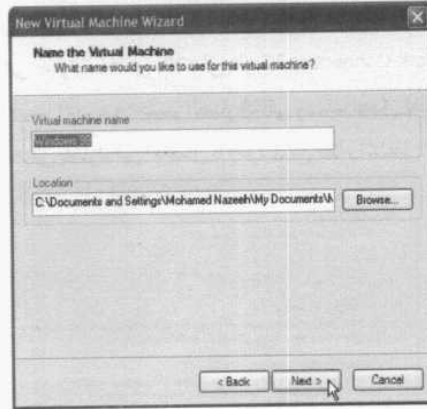 New Virtual Machine Wizard
Name the Virtual Machine
What name would you like to use for this virtual machine?
Virtual machine name
Windows
Location
C:\Documents and Settings\Mohamed Nazeeh\My Documents\
Browse...
< Back
Next >
Cancel